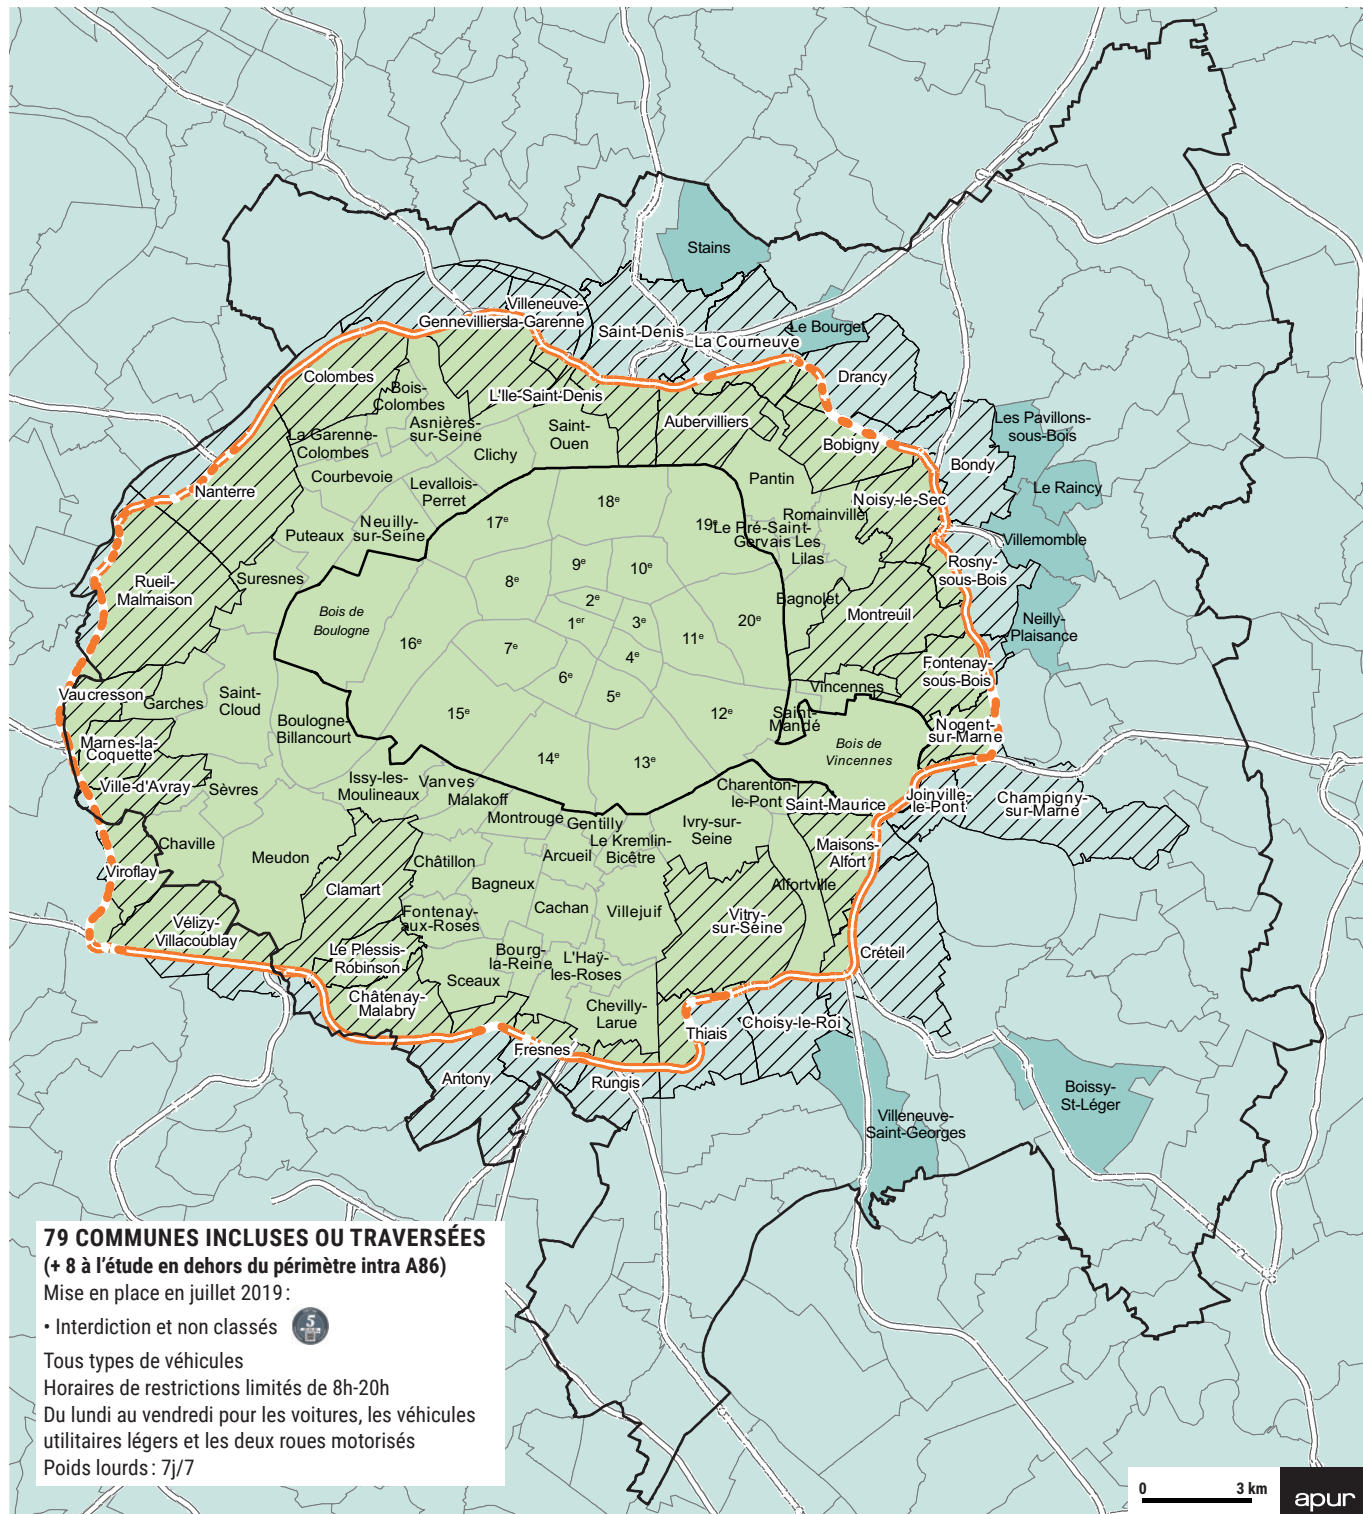 Stains
Villeneuve-
la-Garenne
Gennevilliers
Saint-Denis
Le Bourget
La Courneuve
Drancy
Colombes
Bois-
Colombes
L'Ile-Saint-Denis
Les Pavillons-
sous-Bois
Asnières-
sur-Seine
Saint-
Ouen
Aubervilliers
Bobigny
La Garenne-
Colombes
Clichy
Bondy
Courbevoie
Pantin
Le Raincy
Nanterre
Levallois-
Perret
Noisy-le-Sec
18e
Romainville
17e
19e
Neuilly-
sur-Seine
Puteaux
Le Pré-Saint-
Gervais
Les
Lilas
Villemomble
Rosny-
sous-Bois
Rueil-
Malmaison
Suresnes
9e
10e
8e
2e
Bagnolet
Bois de
Boulogne
1er
3e
20e
Montreuil
Neilly-
Plaisance
16e
7e
11e
4e
Fontenay-
sous-Bois
6e
Vincennes
Vaucresson
Garches
Saint-
Cloud
5e
15e
12e
Saint-
Mandé
Boulogne-
Billancourt
Nogent-
sur-Marne
Marnes-la-
Coquette
Bois de
Vincennes
14e
13e
Ville-d'Avray
Sèvres
Issy-les-
Moulineaux
Vanves
Malakoff
Charenton-
le-Pont
Saint-Maurice
Joinville-
le-Pont
Champigny-
sur-Marne
Montrouge
Gentilly
Ivry-sur-
Seine
Chaville
Meudon
Le Kremlin-
Bicêtre
Maisons-
Alfort
Arcueil
Viroflay
Châtillon
Clamart
Bagneux
Alfortville
Cachan
Villejuif
Vitry-
sur-Seine
Fontenay-
aux-Roses
Vélizy-
Villacoublay
Le Plessis-
Robinson
Bourg-
la-Reine
L'Haÿ-
les-Roses
Créteil
Sceaux
Châtenay-
Malabry
Chevilly-
Larue
Thiais
Choisy-le-Roi
Fresnes
Antony
Rungis
Boissy-
St-Léger
Villeneuve-
Saint-Georges
79 COMMUNES INCLUSES OU TRAVERSÉES
(+ 8 à l'étude en dehors du périmètre intra A86)
Mise en place en juillet 2019 :
• Interdiction et non classés 5
Tous types de véhicules
Horaires de restrictions limités de 8h-20h
Du lundi au vendredi pour les voitures, les véhicules
utilitaires légers et les deux roues motorisés
Poids lourds : 7j/7
0 3 km
apur